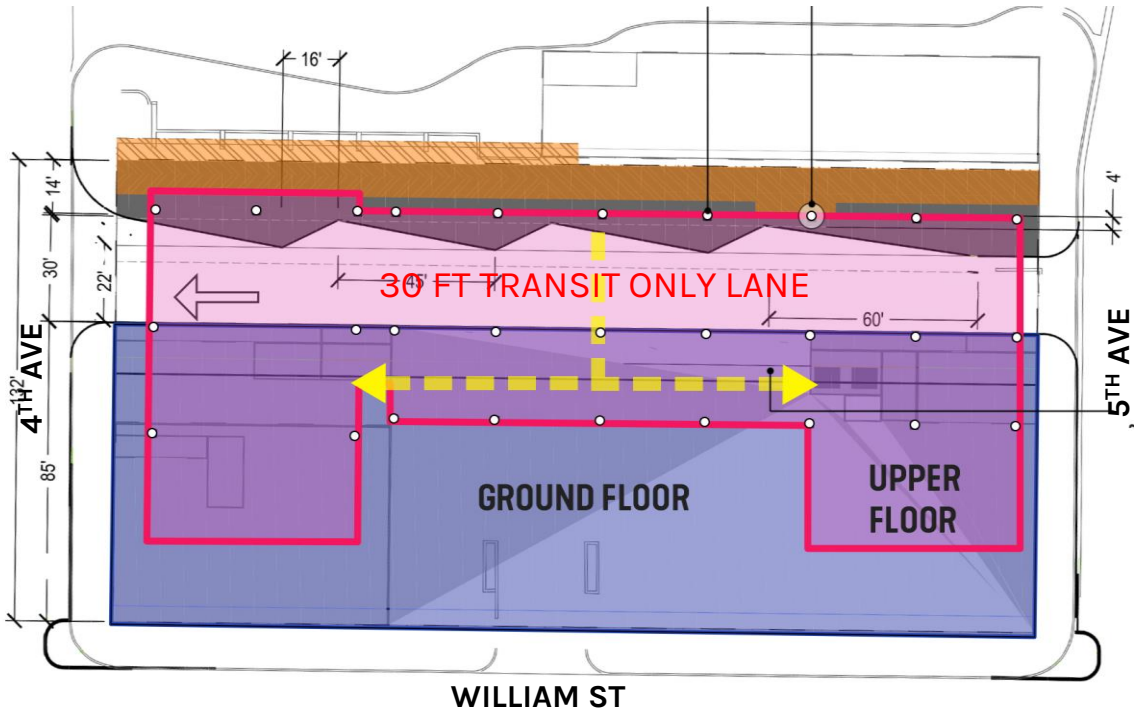 16'
14'
4'
30'
22'
45'
30 FT TRANSIT ONLY LANE
60'
4TH AVE
132'
5TH AVE
85'
GROUND FLOOR
UPPER
FLOOR
WILLIAM ST